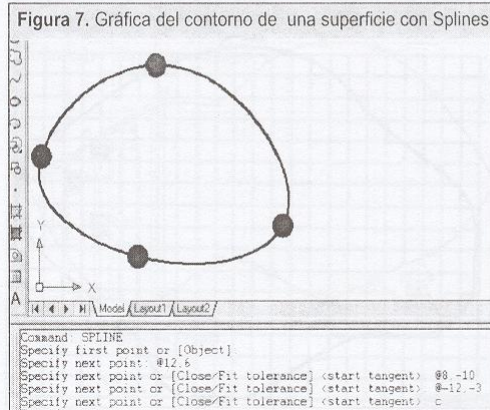 Figura 7. Gráfica del contorno de una superficie con Splines
Y
X
A
Model Layout1 Layout2
Command: SPLINE
Specify first point or [Object]
Specify next point: @12,6
Specify next point or [Close/Fit tolerance] <start tangent>: @8,-10
Specify next point or [Close/Fit tolerance] <start tangent>: @-12,-3
Specify next point or [Close/Fit tolerance] <start tangent>: c